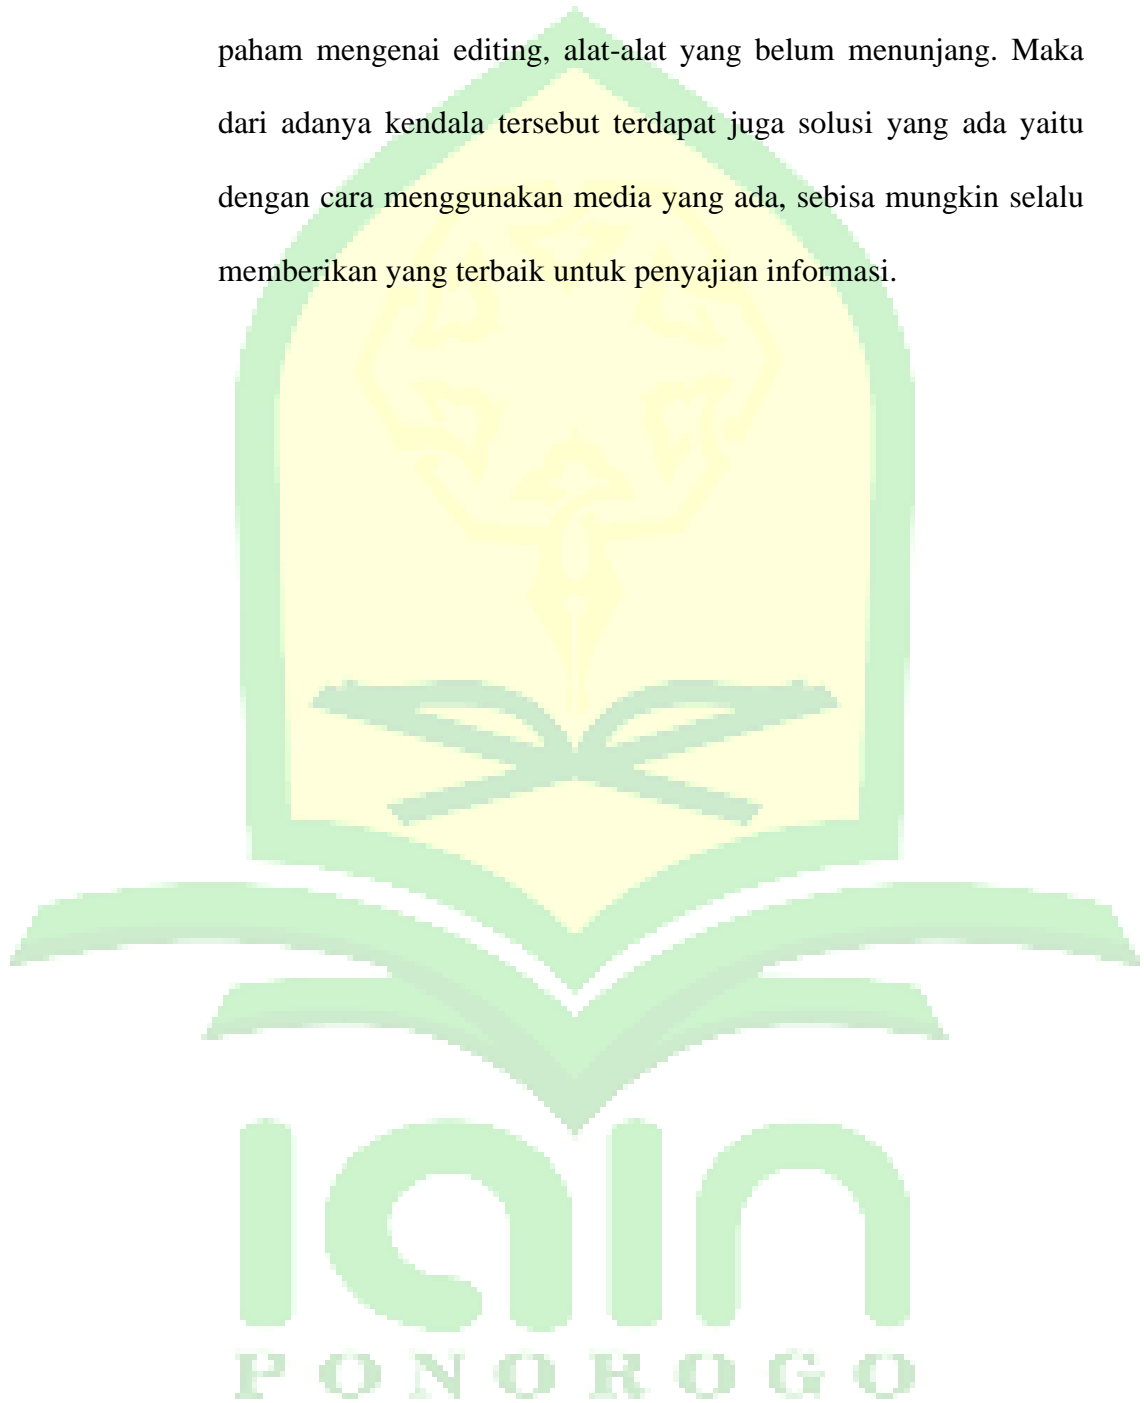 paham mengenai editing, alat-alat yang belum menunjang. Maka
dari adanya kendala tersebut terdapat juga solusi yang ada yaitu
dengan cara menggunakan media yang ada, sebisa mungkin selalu
memberikan yang terbaik untuk penyajian informasi.
iain
PONOROGO